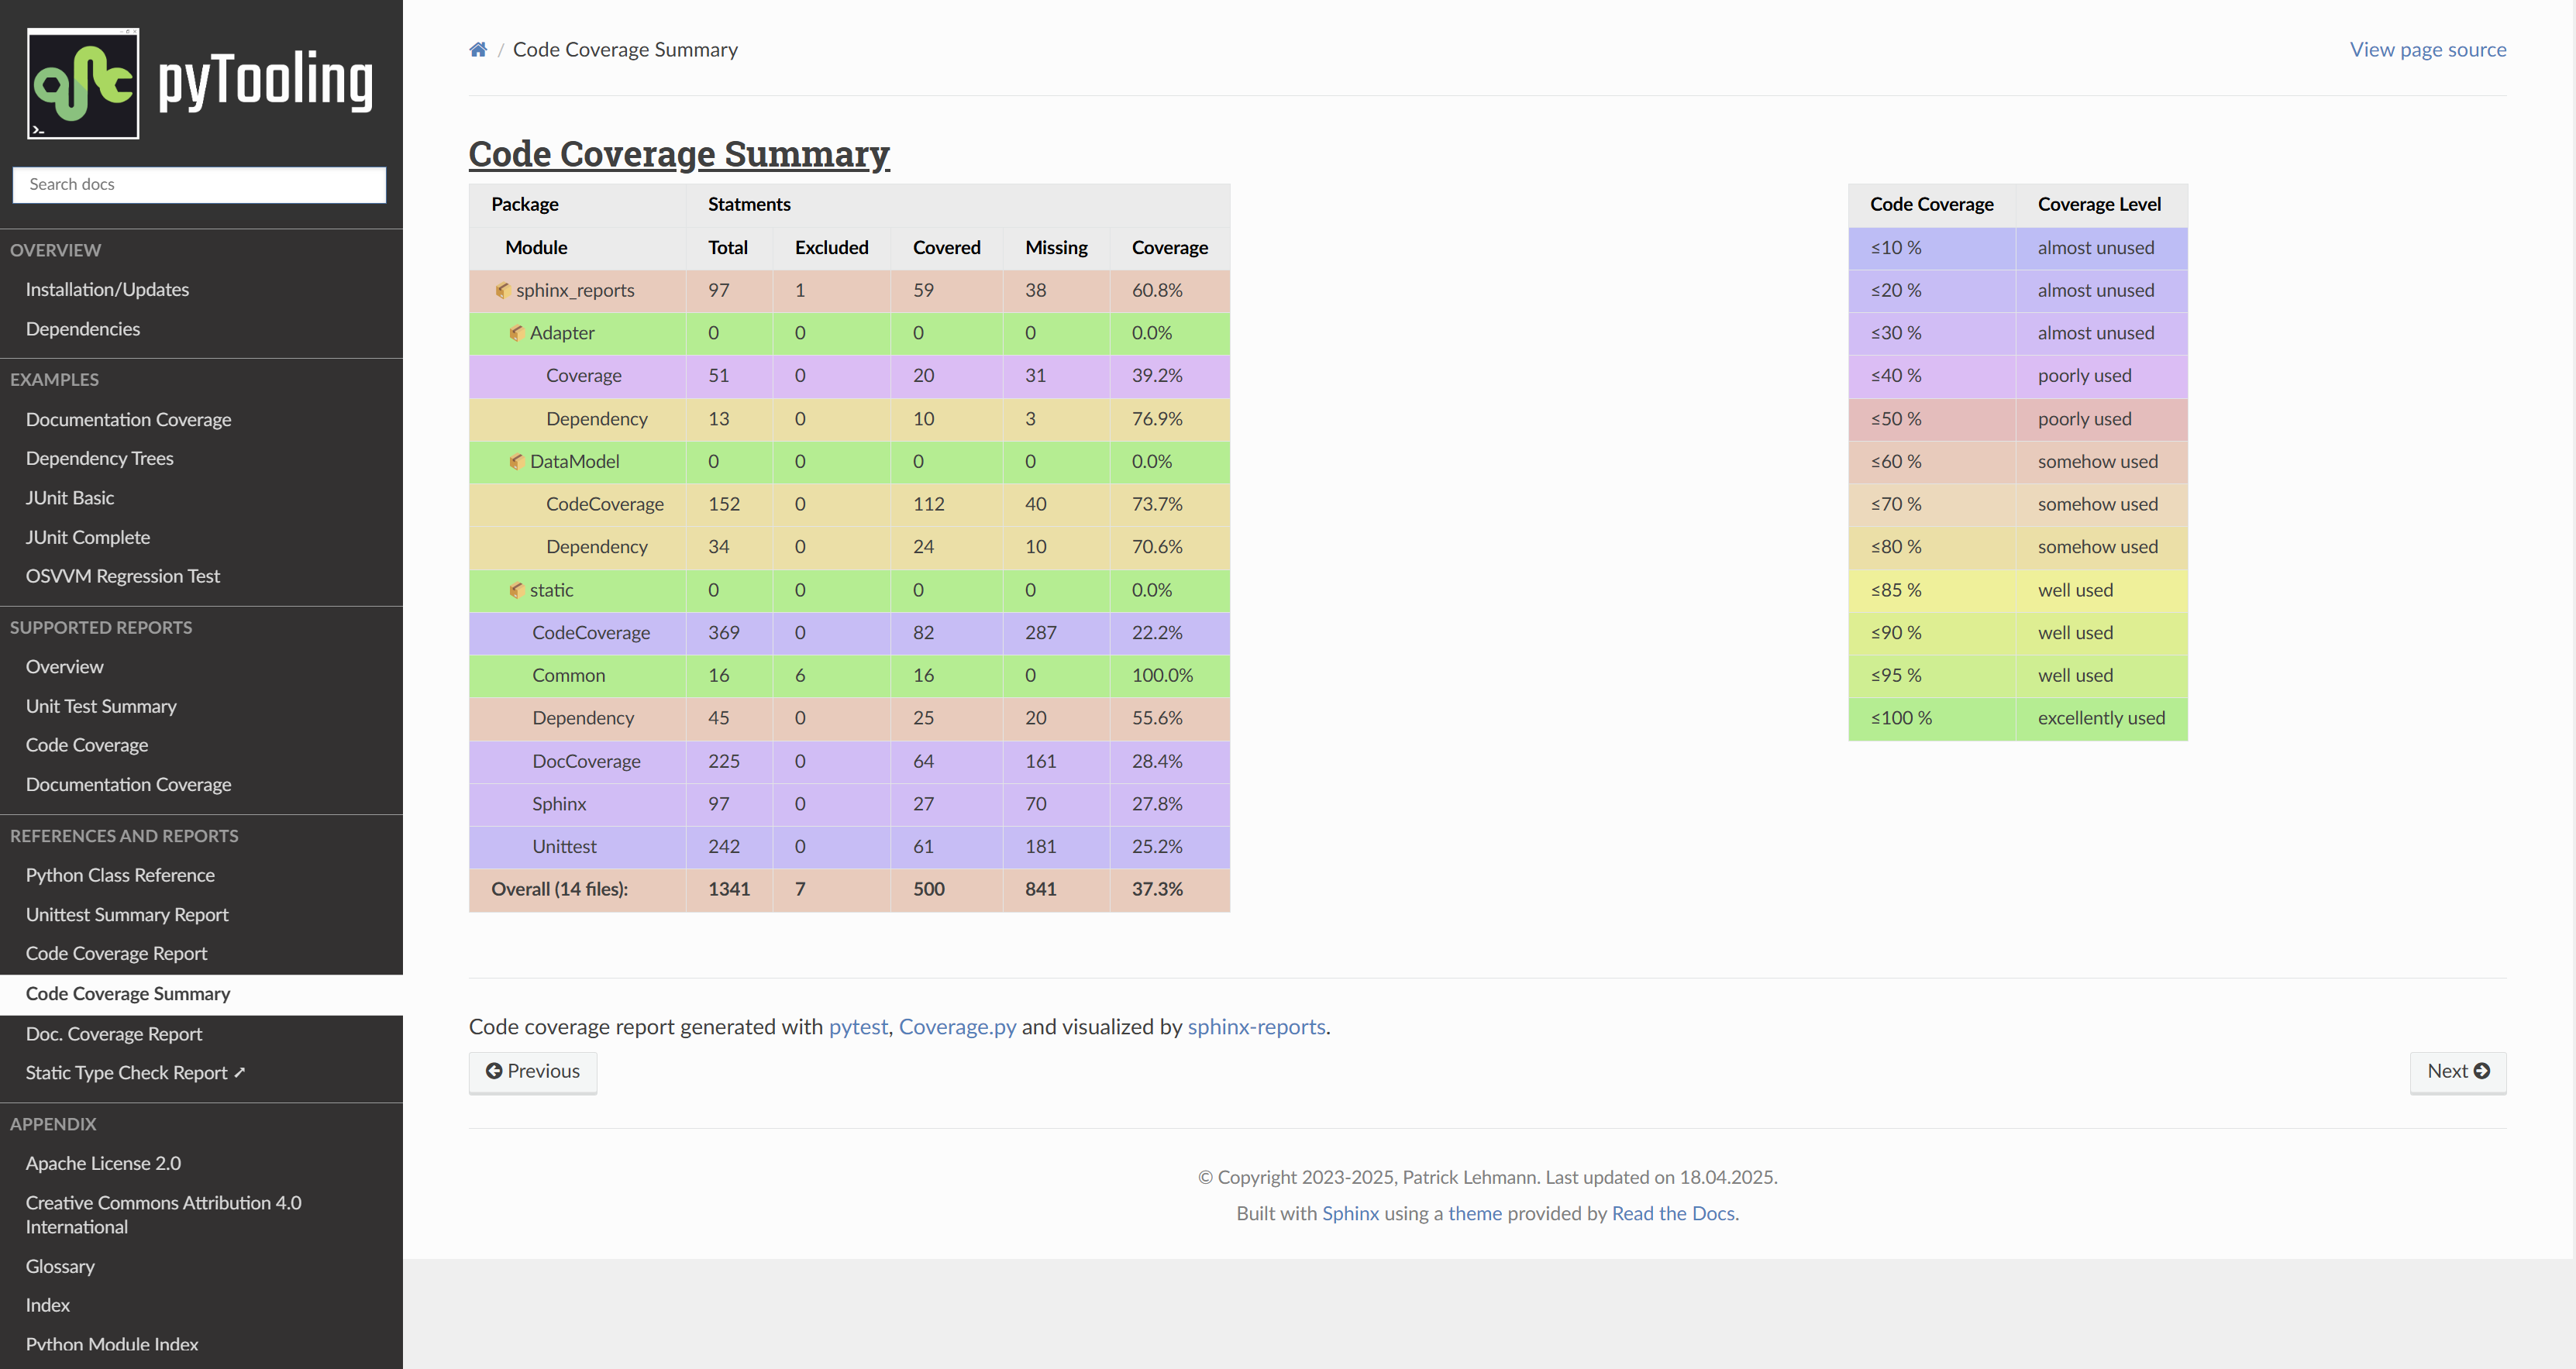 pyTooling
Search docs
OVERVIEW
Installation/Updates
Dependencies
EXAMPLES
Documentation Coverage
Dependency Trees
JUnit Basic
JUnit Complete
OSVVM Regression Test
SUPPORTED REPORTS
Overview
Unit Test Summary
Code Coverage
Documentation Coverage
REFERENCES AND REPORTS
Python Class Reference
Unittest Summary Report
Code Coverage Report
Code Coverage Summary
Doc. Coverage Report
Static Type Check Report ⤤
APPENDIX
Apache License 2.0
Creative Commons Attribution 4.0
International
Glossary
Index
Python Module Index
/ Code Coverage Summary
View page source
Code Coverage Summary
Package Statments
Module Total Excluded Covered Missing Coverage
sphinx_reports 97 1 59 38 60.8%
Adapter 0 0 0 0 0.0%
Coverage 51 0 20 31 39.2%
Dependency 13 0 10 3 76.9%
DataModel 0 0 0 0 0.0%
CodeCoverage 152 0 112 40 73.7%
Dependency 34 0 24 10 70.6%
static 0 0 0 0 0.0%
CodeCoverage 369 0 82 287 22.2%
Common 16 6 16 0 100.0%
Dependency 45 0 25 20 55.6%
DocCoverage 225 0 64 161 28.4%
Sphinx 97 0 27 70 27.8%
Unittest 242 0 61 181 25.2%
Overall (14 files): 1341 7 500 841 37.3%
Code Coverage Coverage Level
≤10 % almost unused
≤20 % almost unused
≤30 % almost unused
≤40 % poorly used
≤50 % poorly used
≤60 % somehow used
≤70 % somehow used
≤80 % somehow used
≤85 % well used
≤90 % well used
≤95 % well used
≤100 % excellently used
Code coverage report generated with pytest, Coverage.py and visualized by sphinx-reports.
Previous
Next
© Copyright 2023-2025, Patrick Lehmann. Last updated on 18.04.2025.
Built with Sphinx using a theme provided by Read the Docs.